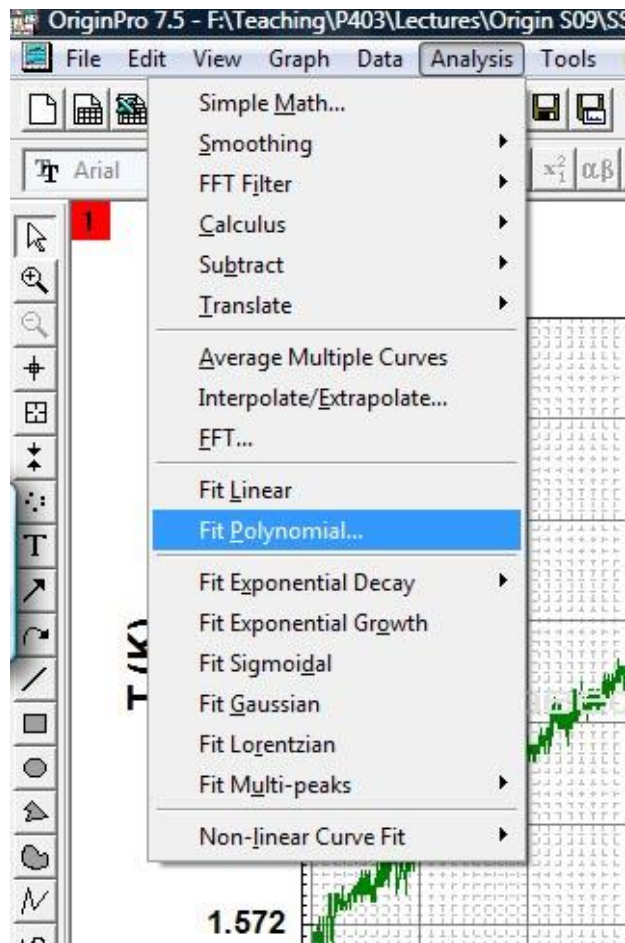 OriginPro 7.5 - F:\Teaching\P403\Lectures\Origin S09\SS
File Edit View Graph Data Analysis Tools
Arial
1
Simple Math...
Smoothing
FFT Filter
Calculus
Subtract
Translate
Average Multiple Curves
Interpolate/Extrapolate...
FFT...
Fit Linear
Fit Polynomial...
Fit Exponential Decay
Fit Exponential Growth
Fit Sigmoidal
Fit Gaussian
Fit Lorentzian
Fit Multi-peaks
Non-linear Curve Fit
T (K)
1.572